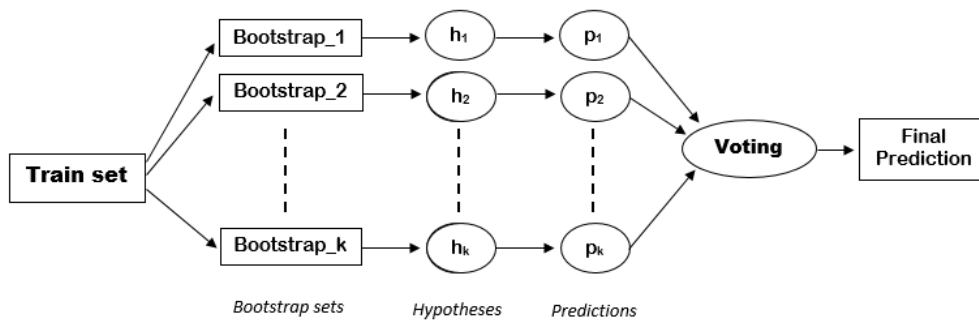 Bootstrap_1
h₁
p₁
Bootstrap_2
h₂
p₂
Train set
Voting
Final
Prediction
Bootstrap_k
hₖ
pₖ
Bootstrap sets
Hypotheses
Predictions